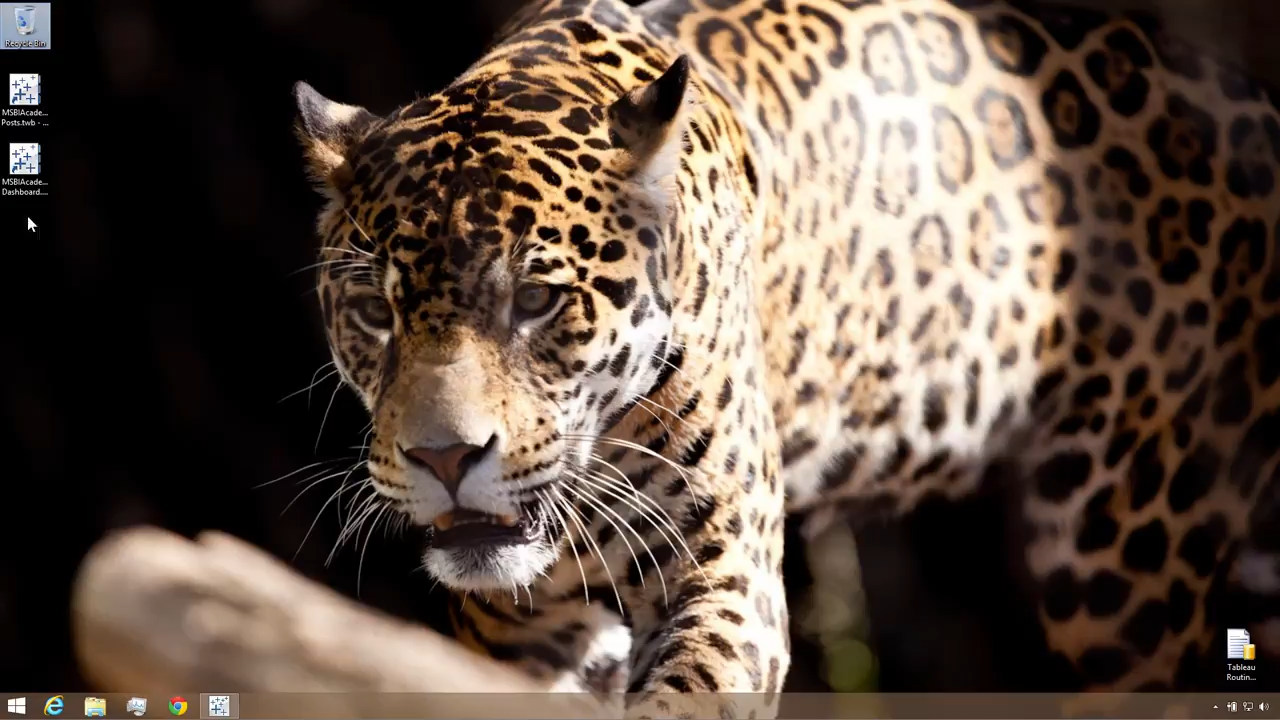 Recycle Bin
MSBIAcade...
Posts.twb - ...
MSBIAcade...
Dashboard....
Tableau
Routin...